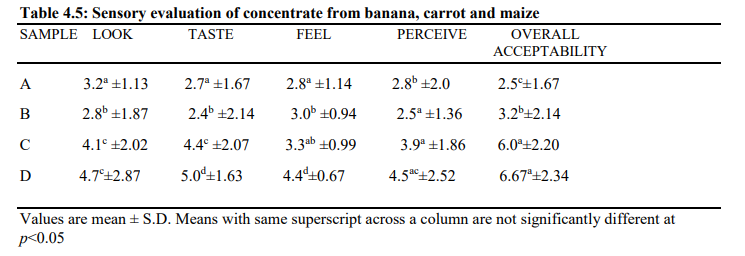 Table 4.5: Sensory evaluation of concentrate from banana, carrot and maize
SAMPLE LOOK TASTE FEEL PERCEIVE OVERALL
ACCEPTABILITY
A 3.2ᵃ ±1.13 2.7ᵃ ±1.67 2.8ᵃ ±1.14 2.8ᵇ ±2.0 2.5ᶜ±1.67
B 2.8ᵇ ±1.87 2.4ᵇ ±2.14 3.0ᵇ ±0.94 2.5ᵃ ±1.36 3.2ᵇ±2.14
C 4.1ᶜ ±2.02 4.4ᶜ ±2.07 3.3ᵃᵇ ±0.99 3.9ᵃ ±1.86 6.0ᵃ±2.20
D 4.7ᶜ±2.87 5.0ᵈ±1.63 4.4ᵈ±0.67 4.5ᵃᶜ±2.52 6.67ᵃ±2.34
Values are mean ± S.D. Means with same superscript across a column are not significantly different at
p<0.05